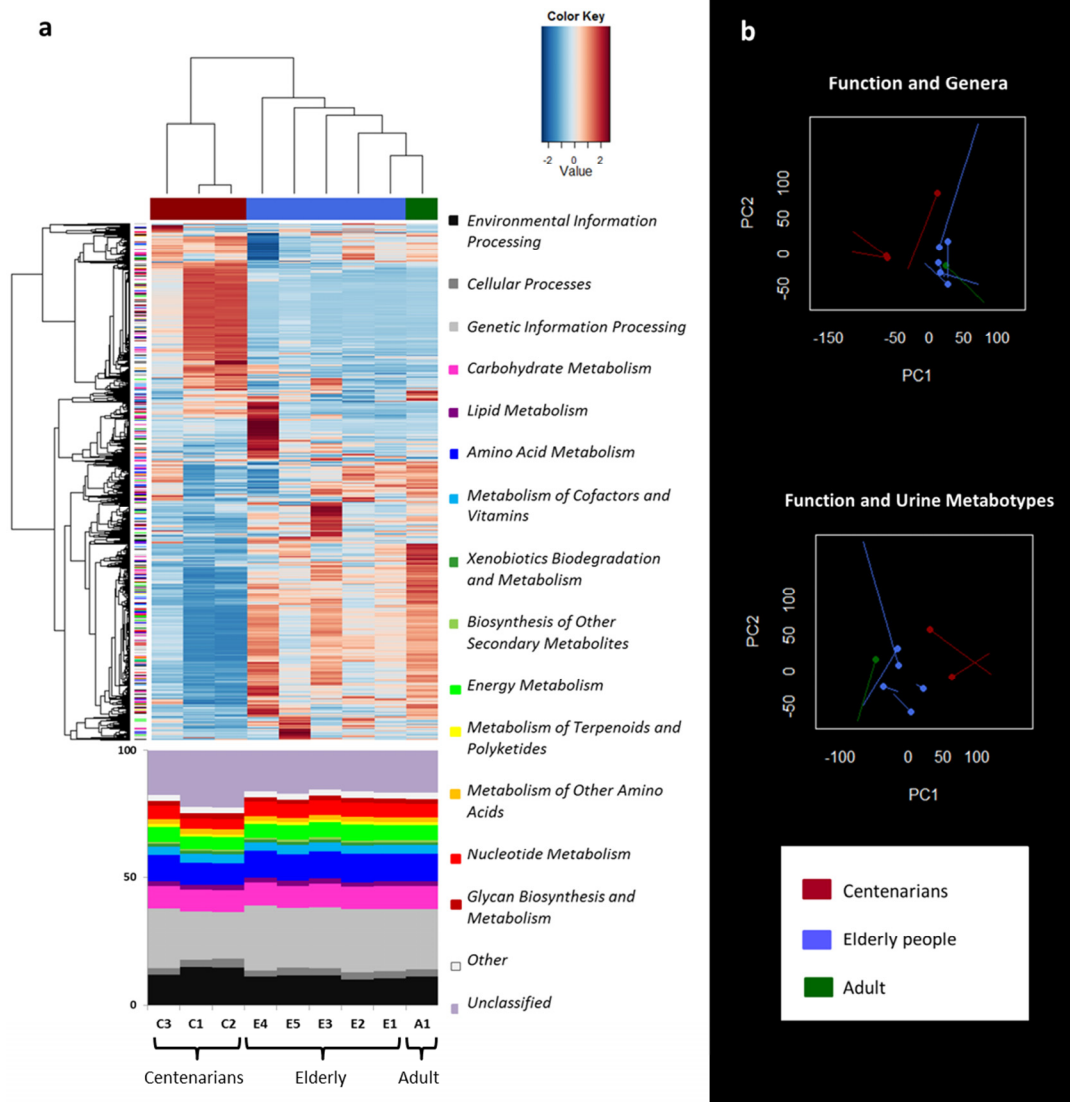 a
Color Key
-2 0 2
Value
Environmental Information
Processing
Cellular Processes
Genetic Information Processing
Carbohydrate Metabolism
Lipid Metabolism
Amino Acid Metabolism
Metabolism of Cofactors and
Vitamins
Xenobiotics Biodegradation
and Metabolism
Biosynthesis of Other
Secondary Metabolites
Energy Metabolism
Metabolism of Terpenoids and
Polyketides
Metabolism of Other Amino
Acids
Nucleotide Metabolism
Glycan Biosynthesis and
Metabolism
Other
Unclassified
100
50
0
C3 C1 C2 E4 E5 E3 E2 E1 A1
Centenarians Elderly Adult
b
Function and Genera
PC2
-50 0 50 100
-150 -50 0 50 100
PC1
Function and Urine Metabotypes
PC2
-50 0 50 100
-100 0 50 100
PC1
Centenarians
Elderly people
Adult